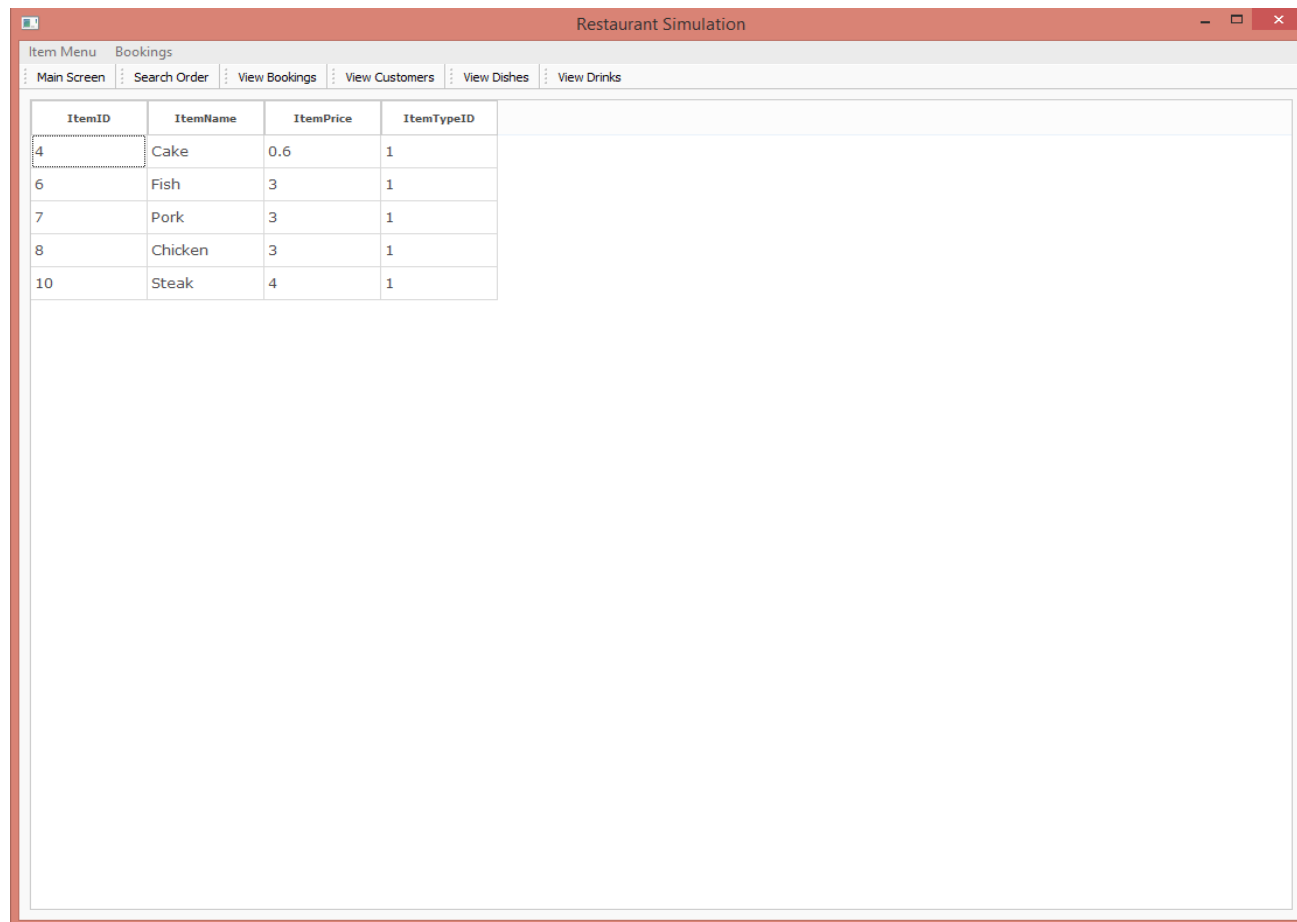 Restaurant Simulation
Item Menu Bookings
Main Screen Search Order View Bookings View Customers View Dishes View Drinks
ItemID ItemName ItemPrice ItemTypeID
4 Cake 0.6 1
6 Fish 3 1
7 Pork 3 1
8 Chicken 3 1
10 Steak 4 1